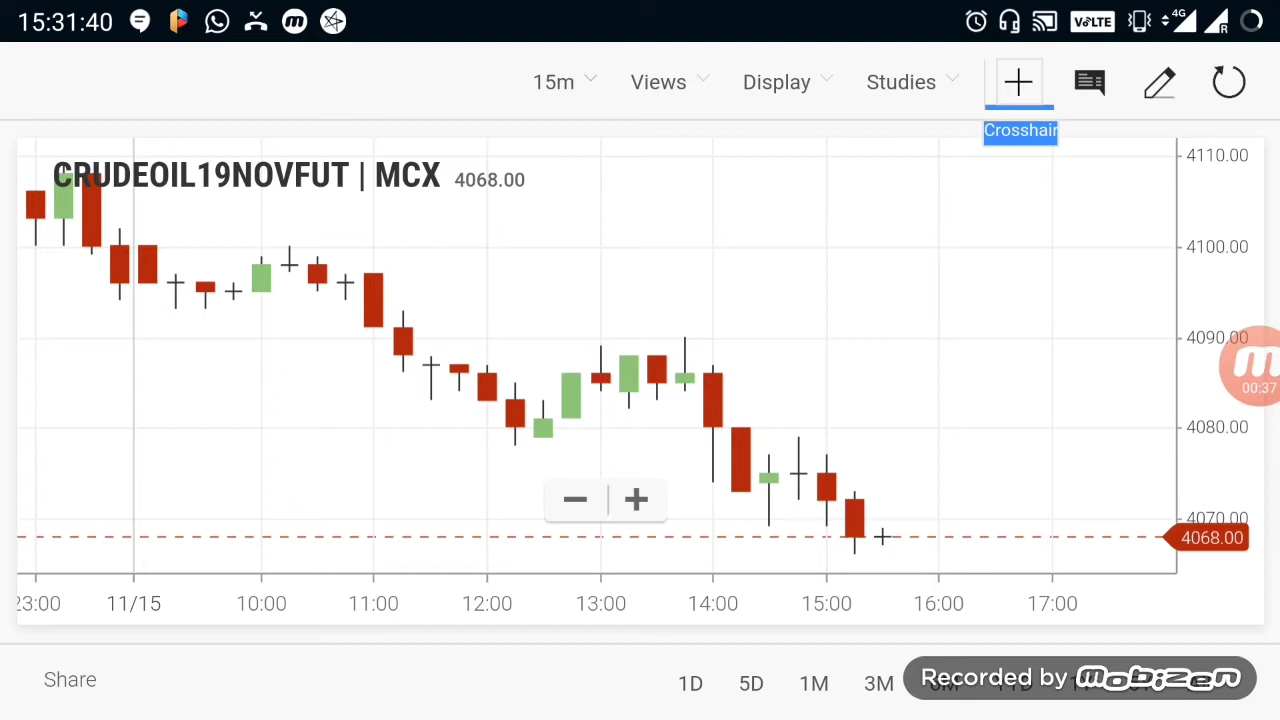 15:31:40 VoLTE 4G R
15m Views Display Studies
Crosshair
CRUDEOIL19NOVFUT | MCX 4068.00
4110.00
4100.00
4090.00
4080.00
4070.00
4068.00
00:37
23:00 11/15 10:00 11:00 12:00 13:00 14:00 15:00 16:00 17:00
Share 1D 5D 1M 3M
Recorded by mobizen